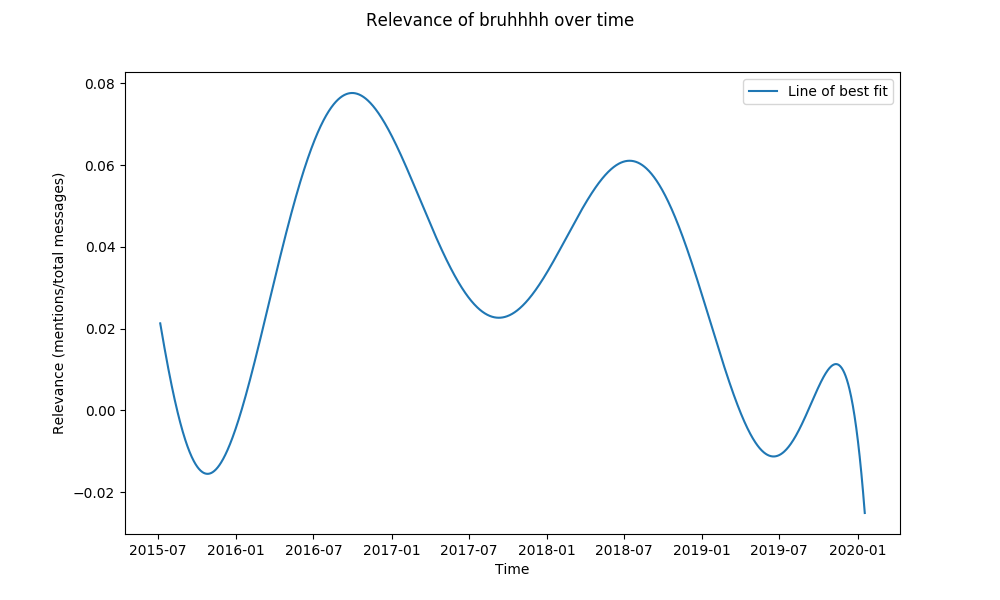 Relevance of bruhhhh over time
Line of best fit
Relevance (mentions/total messages)
0.08
0.06
0.04
0.02
0.00
−0.02
2015-07 2016-01 2016-07 2017-01 2017-07 2018-01 2018-07 2019-01 2019-07 2020-01
Time